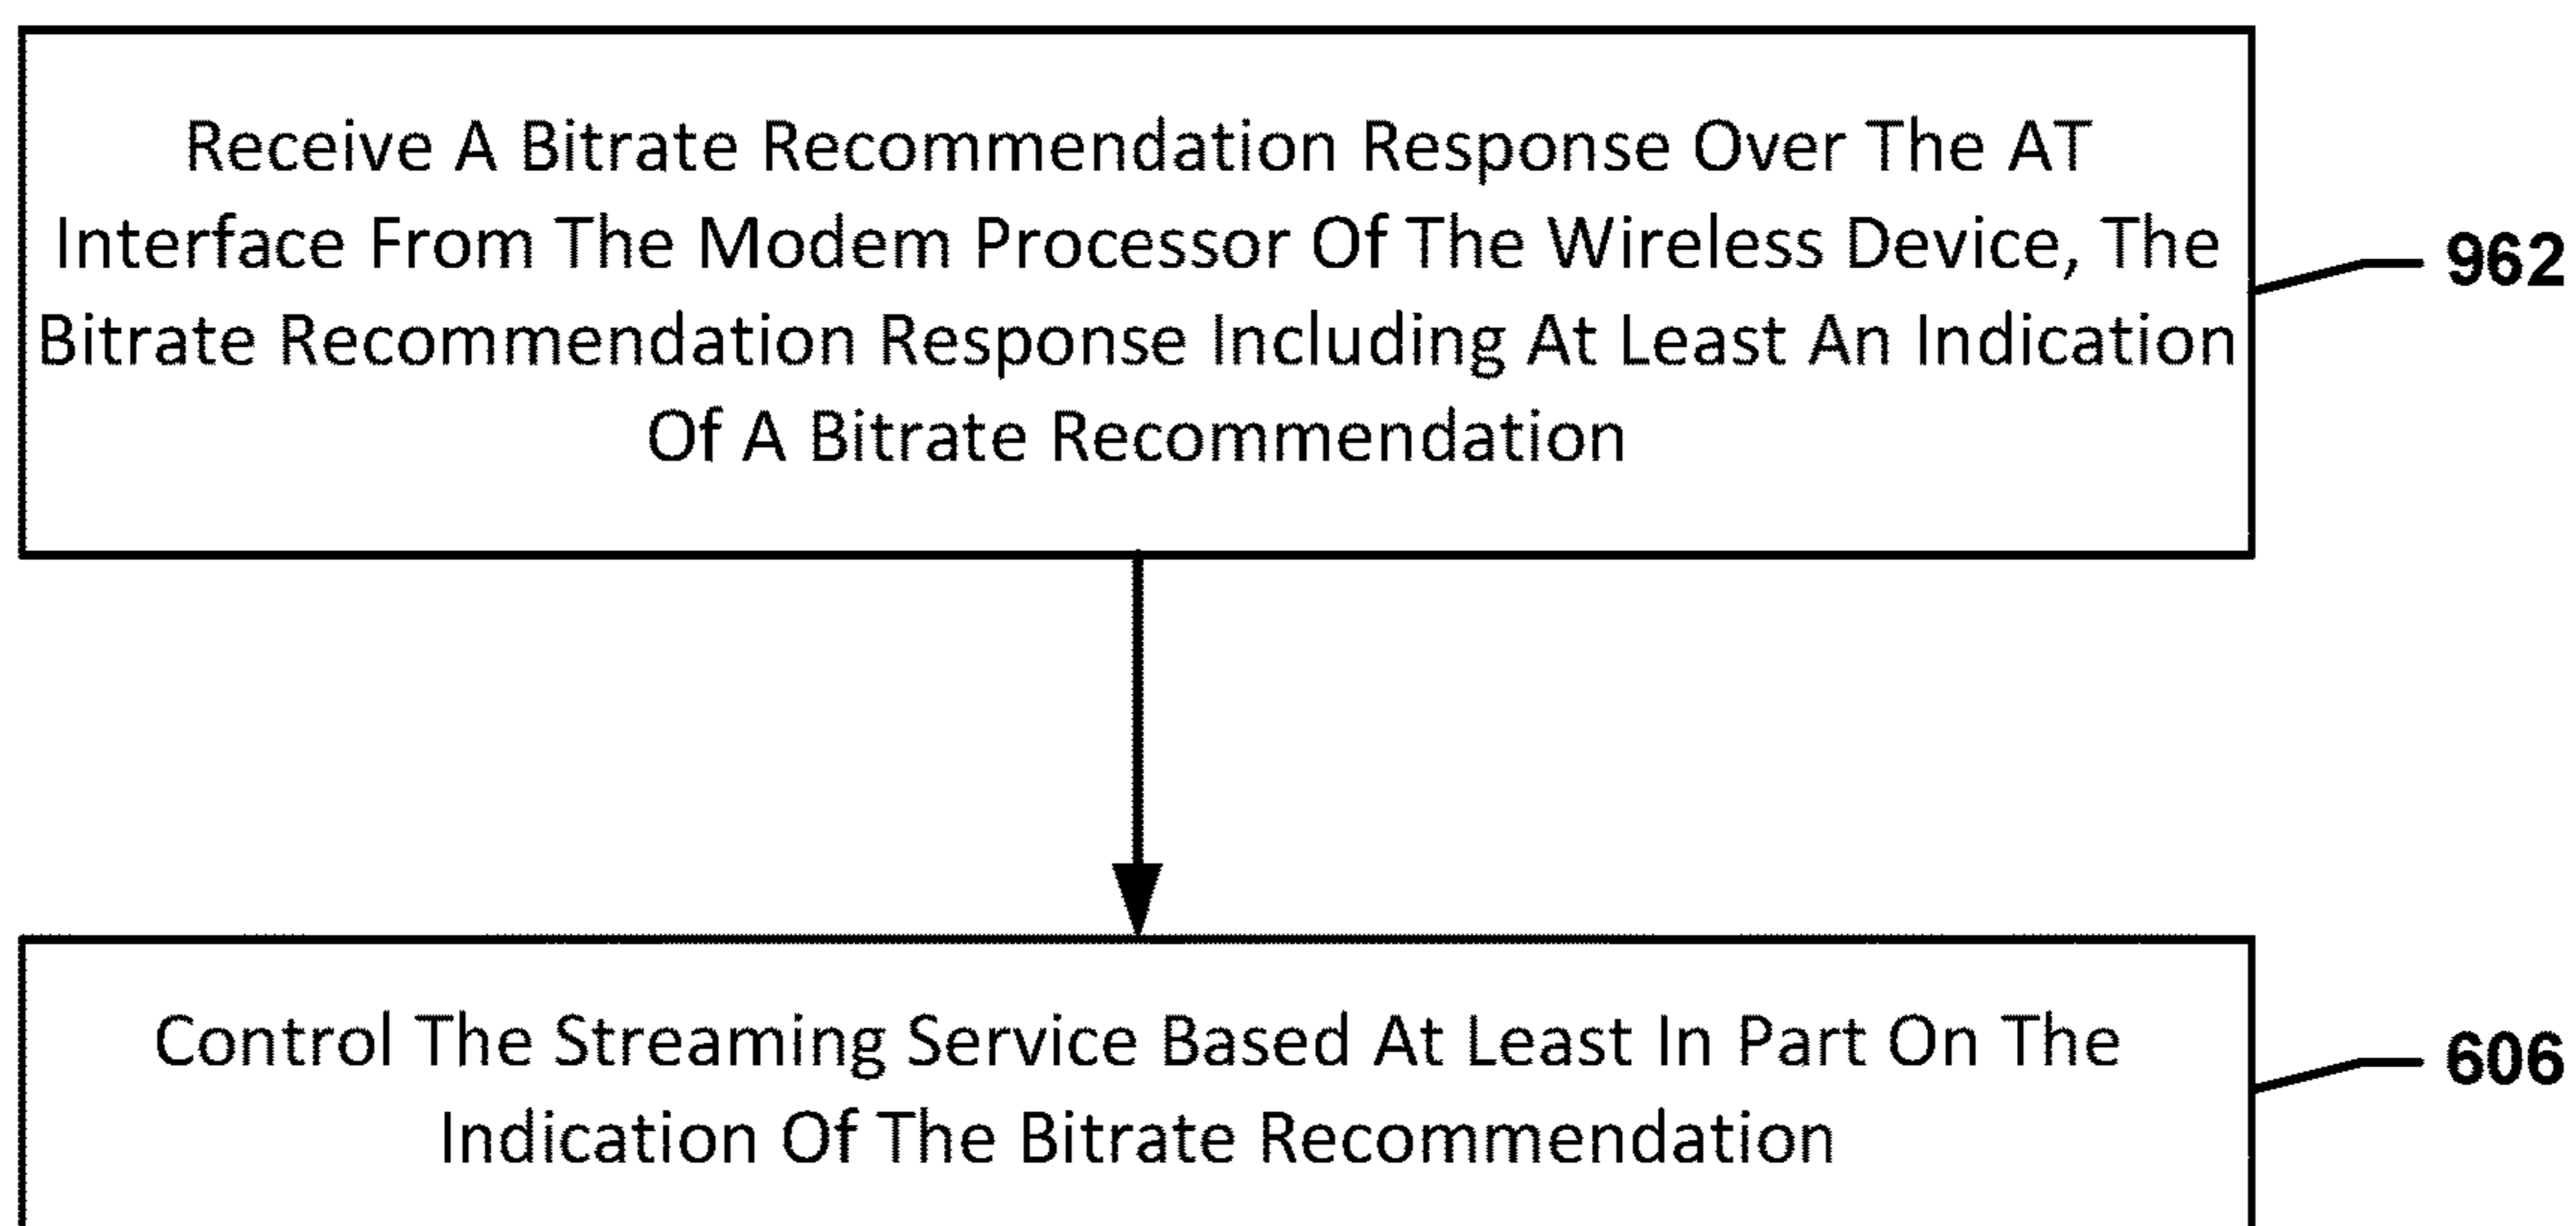 Receive A Bitrate Recommendation Response Over The AT
Interface From The Modem Processor Of The Wireless Device, The
Bitrate Recommendation Response Including At Least An Indication
Of A Bitrate Recommendation
962
Control The Streaming Service Based At Least In Part On The
Indication Of The Bitrate Recommendation
606